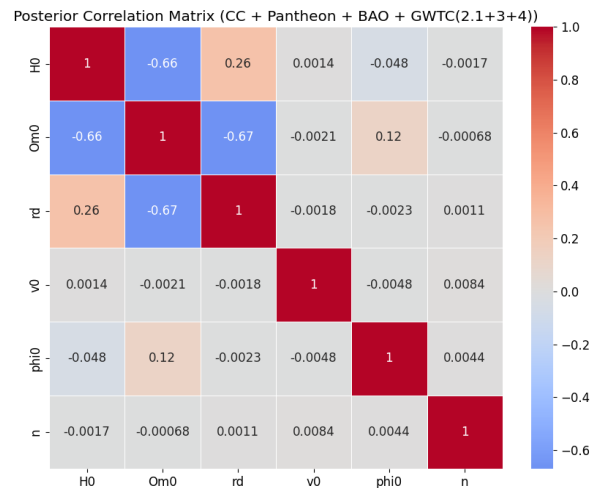 Posterior Correlation Matrix (CC + Pantheon + BAO + GWTC(2.1+3+4))
H0 1 -0.66 0.26 0.0014 -0.048 -0.0017
Om0 -0.66 1 -0.67 -0.0021 0.12 -0.00068
rd 0.26 -0.67 1 -0.0018 -0.0023 0.0011
v0 0.0014 -0.0021 -0.0018 1 -0.0048 0.0084
phi0 -0.048 0.12 -0.0023 -0.0048 1 0.0044
n -0.0017 -0.00068 0.0011 0.0084 0.0044 1
H0 Om0 rd v0 phi0 n
1.0
0.8
0.6
0.4
0.2
0.0
−0.2
−0.4
−0.6